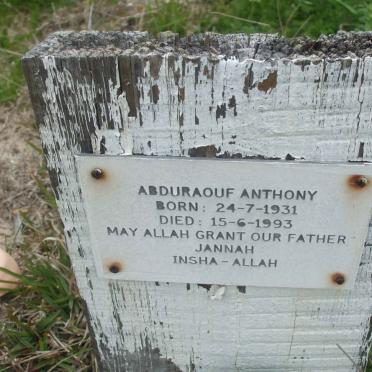 ABDURAOUF ANTHONY
BORN: 24-7-1931
DIED: 15-6-1993
MAY ALLAH GRANT OUR FATHER
JANNAH
INSHA-ALLAH